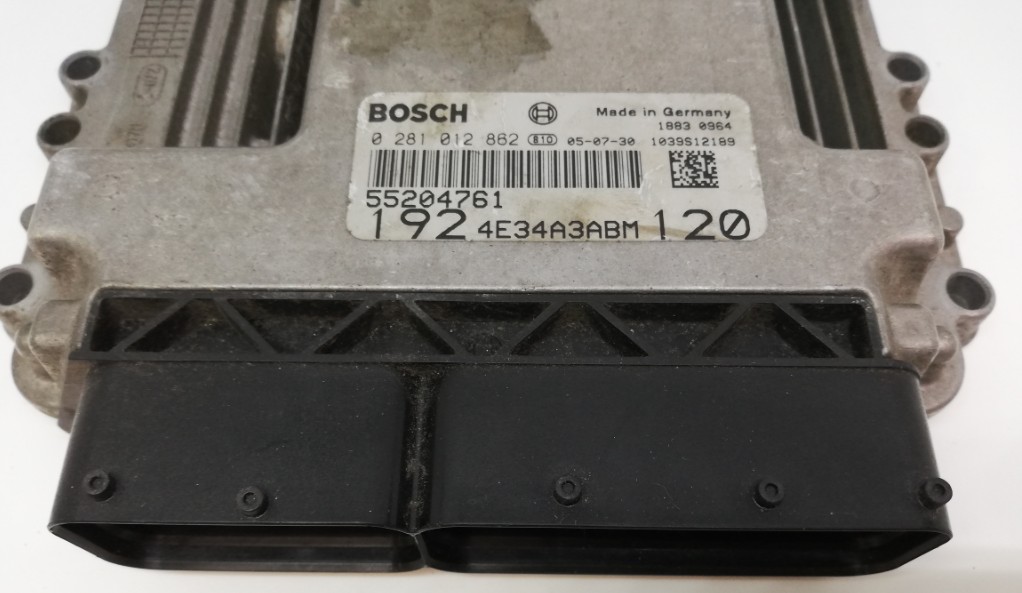 BOSCH Made in Germany
1883 0964
0 281 012 862 810 05-07-30 1039S12189
55204761
192 4E34A3ABM 120